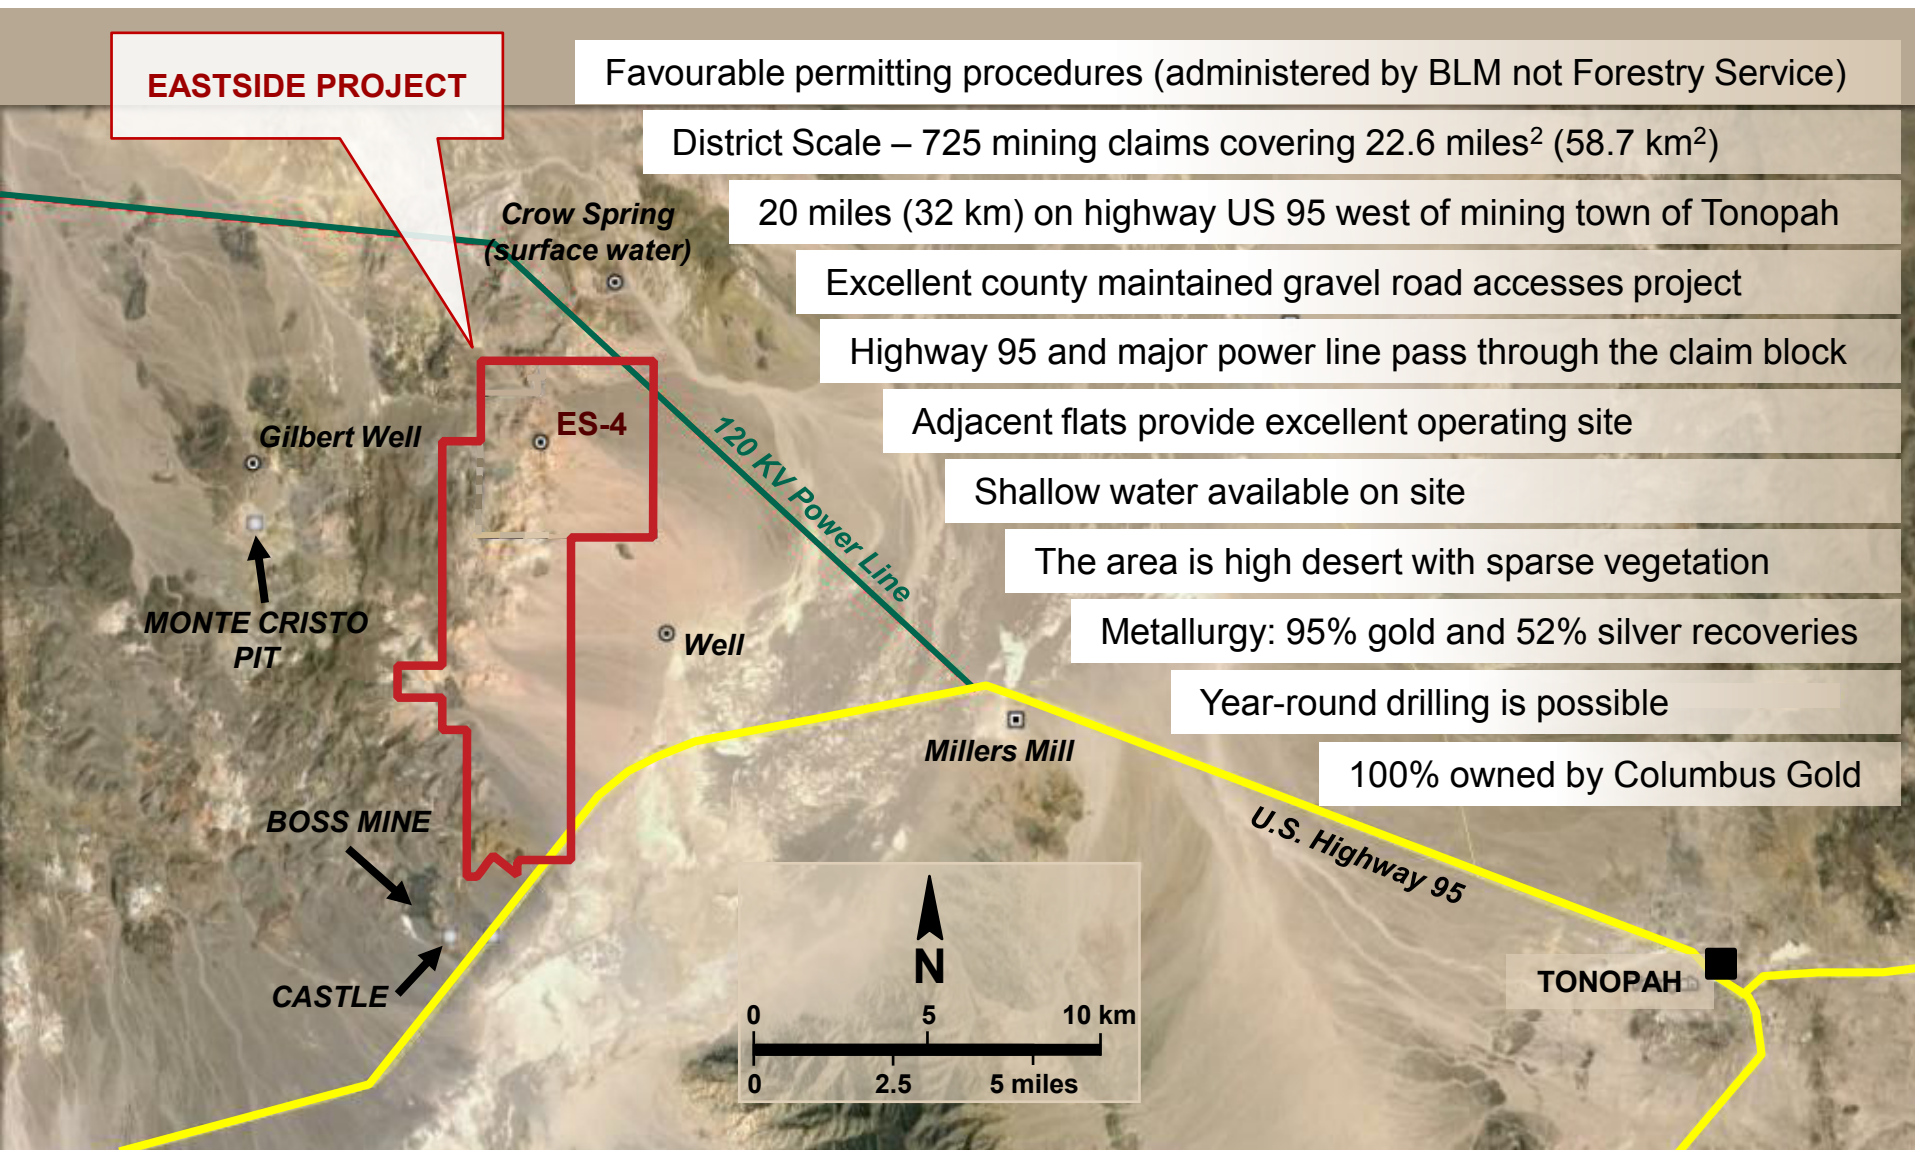 EASTSIDE PROJECT
Favourable permitting procedures (administered by BLM not Forestry Service)
District Scale – 725 mining claims covering 22.6 miles² (58.7 km²)
20 miles (32 km) on highway US 95 west of mining town of Tonopah
Excellent county maintained gravel road accesses project
Highway 95 and major power line pass through the claim block
Adjacent flats provide excellent operating site
Shallow water available on site
The area is high desert with sparse vegetation
Metallurgy: 95% gold and 52% silver recoveries
Year-round drilling is possible
100% owned by Columbus Gold
Crow Spring
(surface water)
ES-4
Gilbert Well
120 KV Power Line
MONTE CRISTO
PIT
Well
Millers Mill
BOSS MINE
U.S. Highway 95
CASTLE
TONOPAH
N
0 5 10 km
0 2.5 5 miles